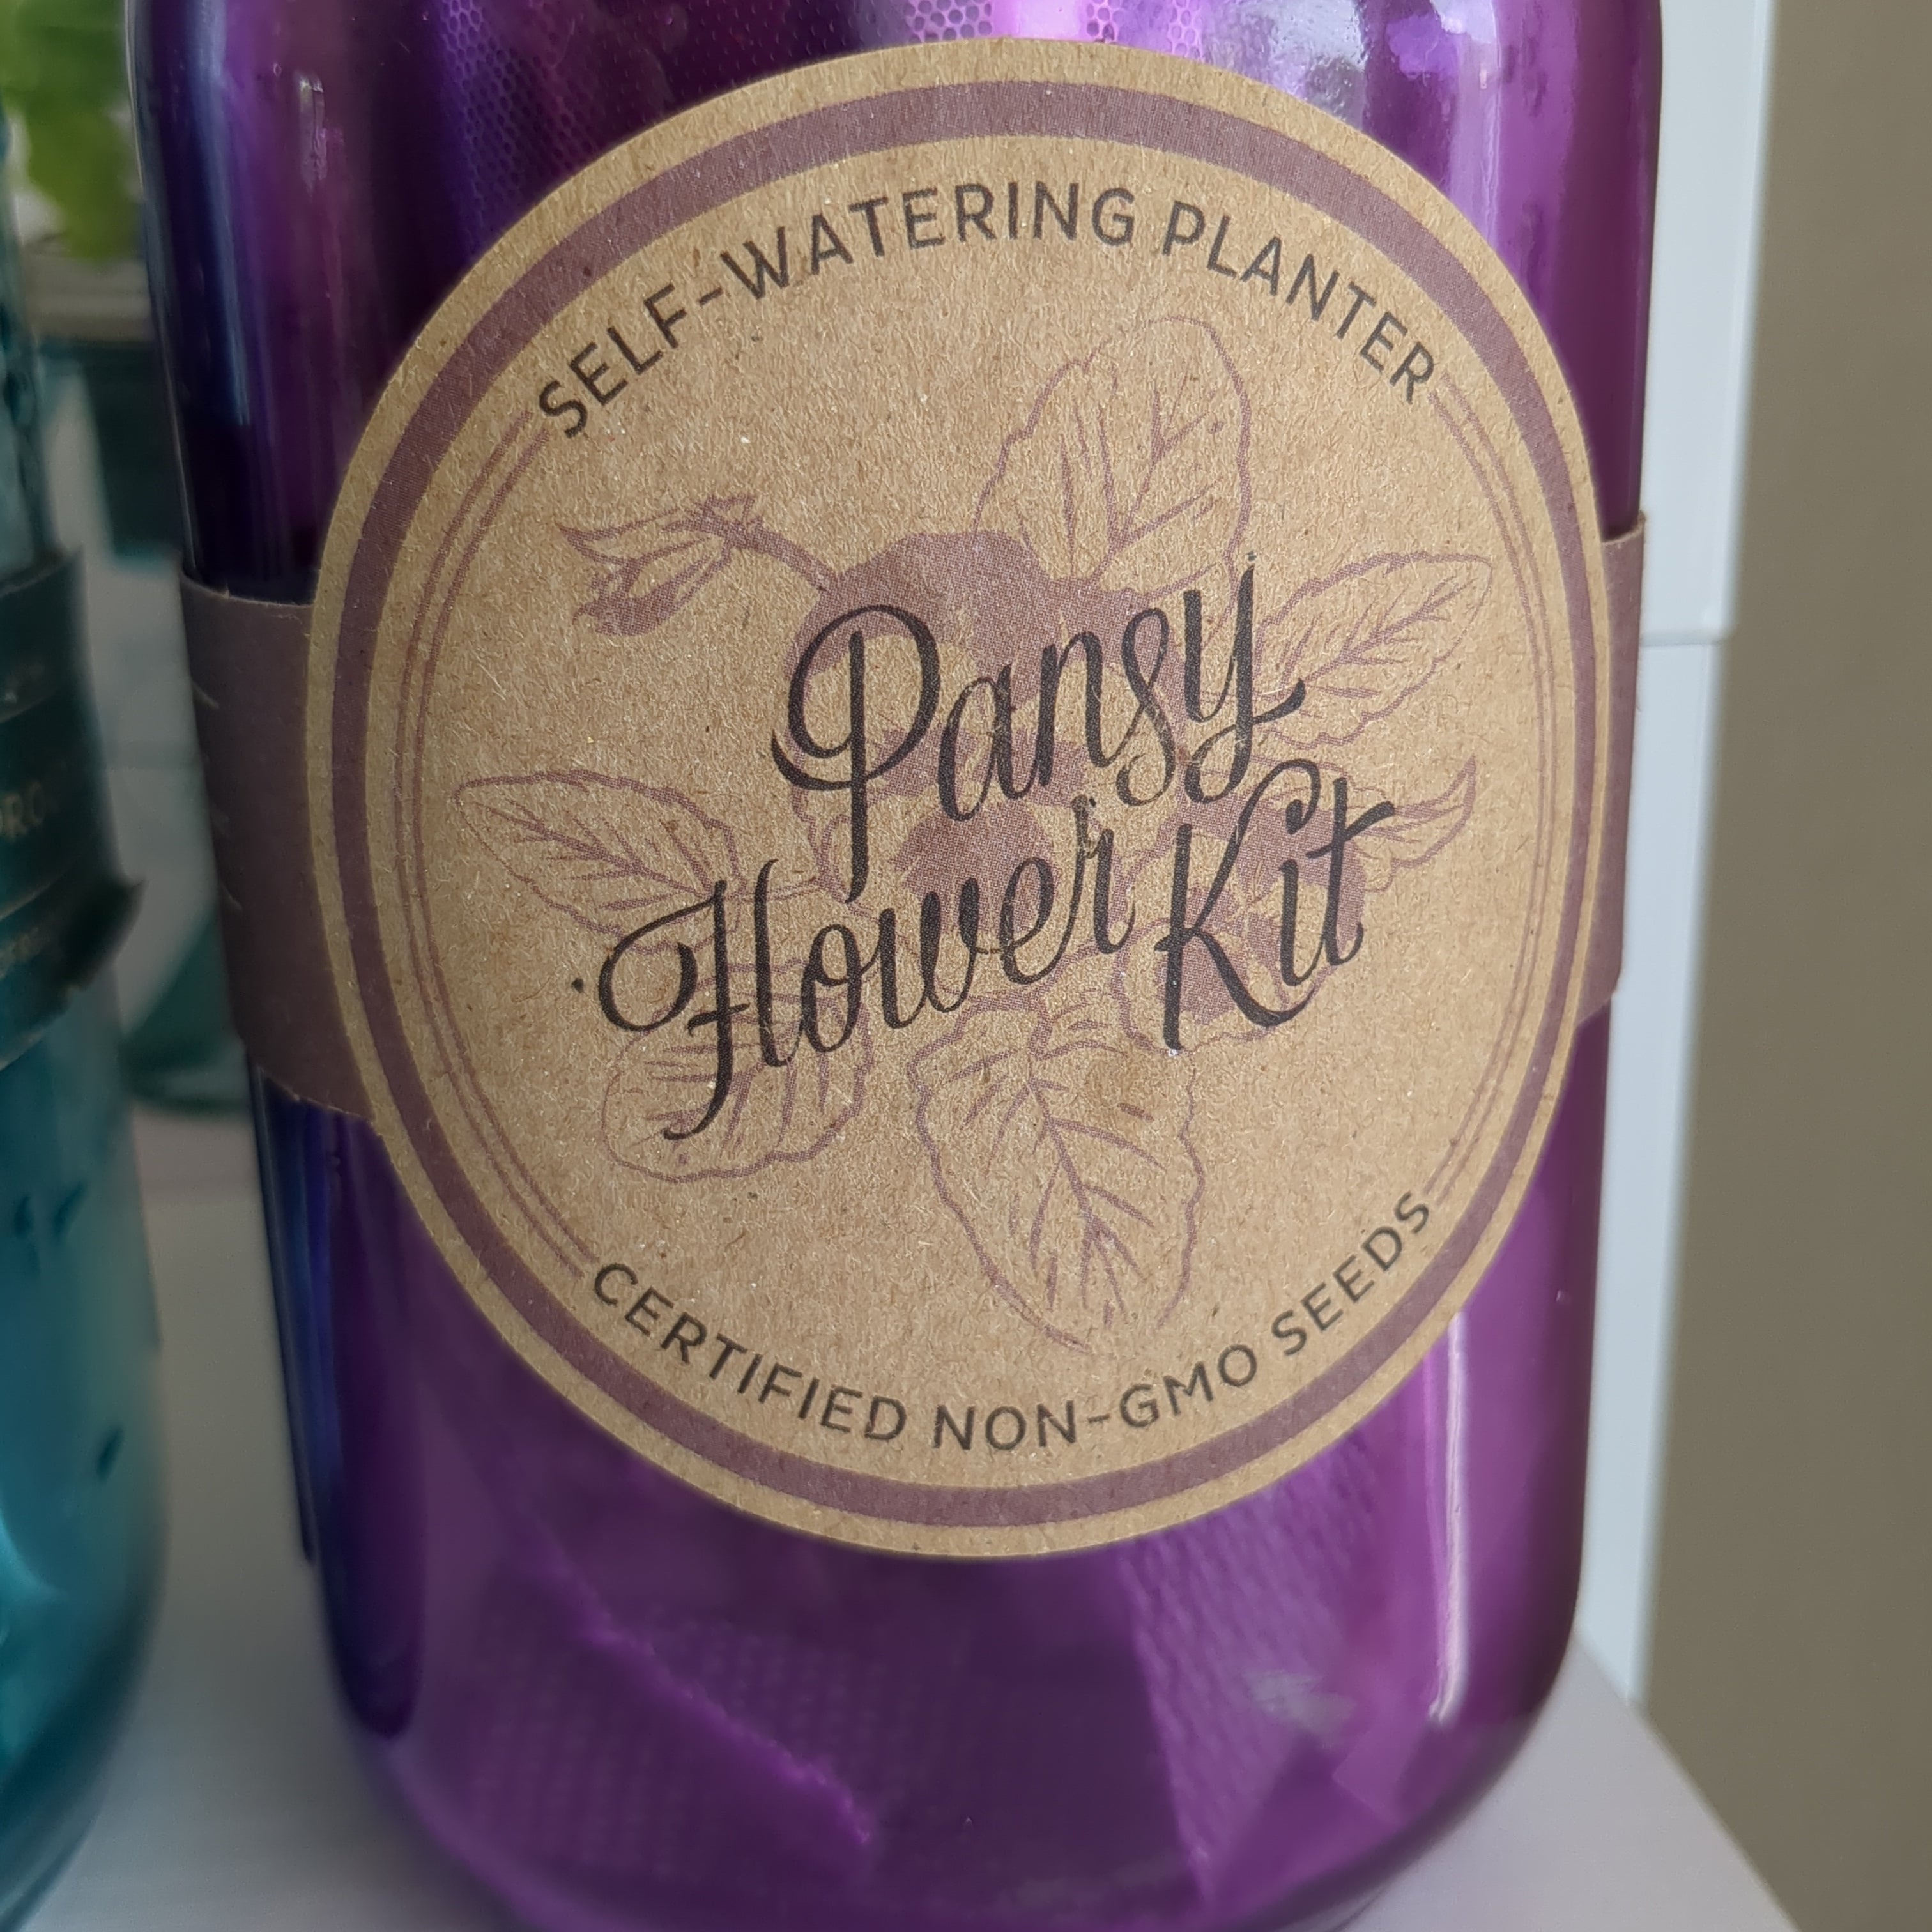 SELF-WATERING PLANTER
Pansy
Flower Kit
CERTIFIED NON-GMO SEEDS